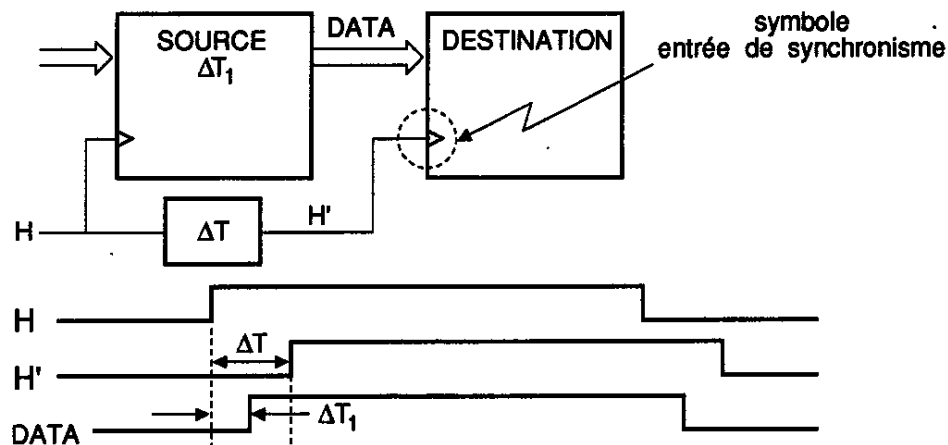 SOURCE
ΔT₁
DATA
DESTINATION
symbole
entrée de synchronisme
H
ΔT
H'
H
ΔT
H'
ΔT₁
DATA